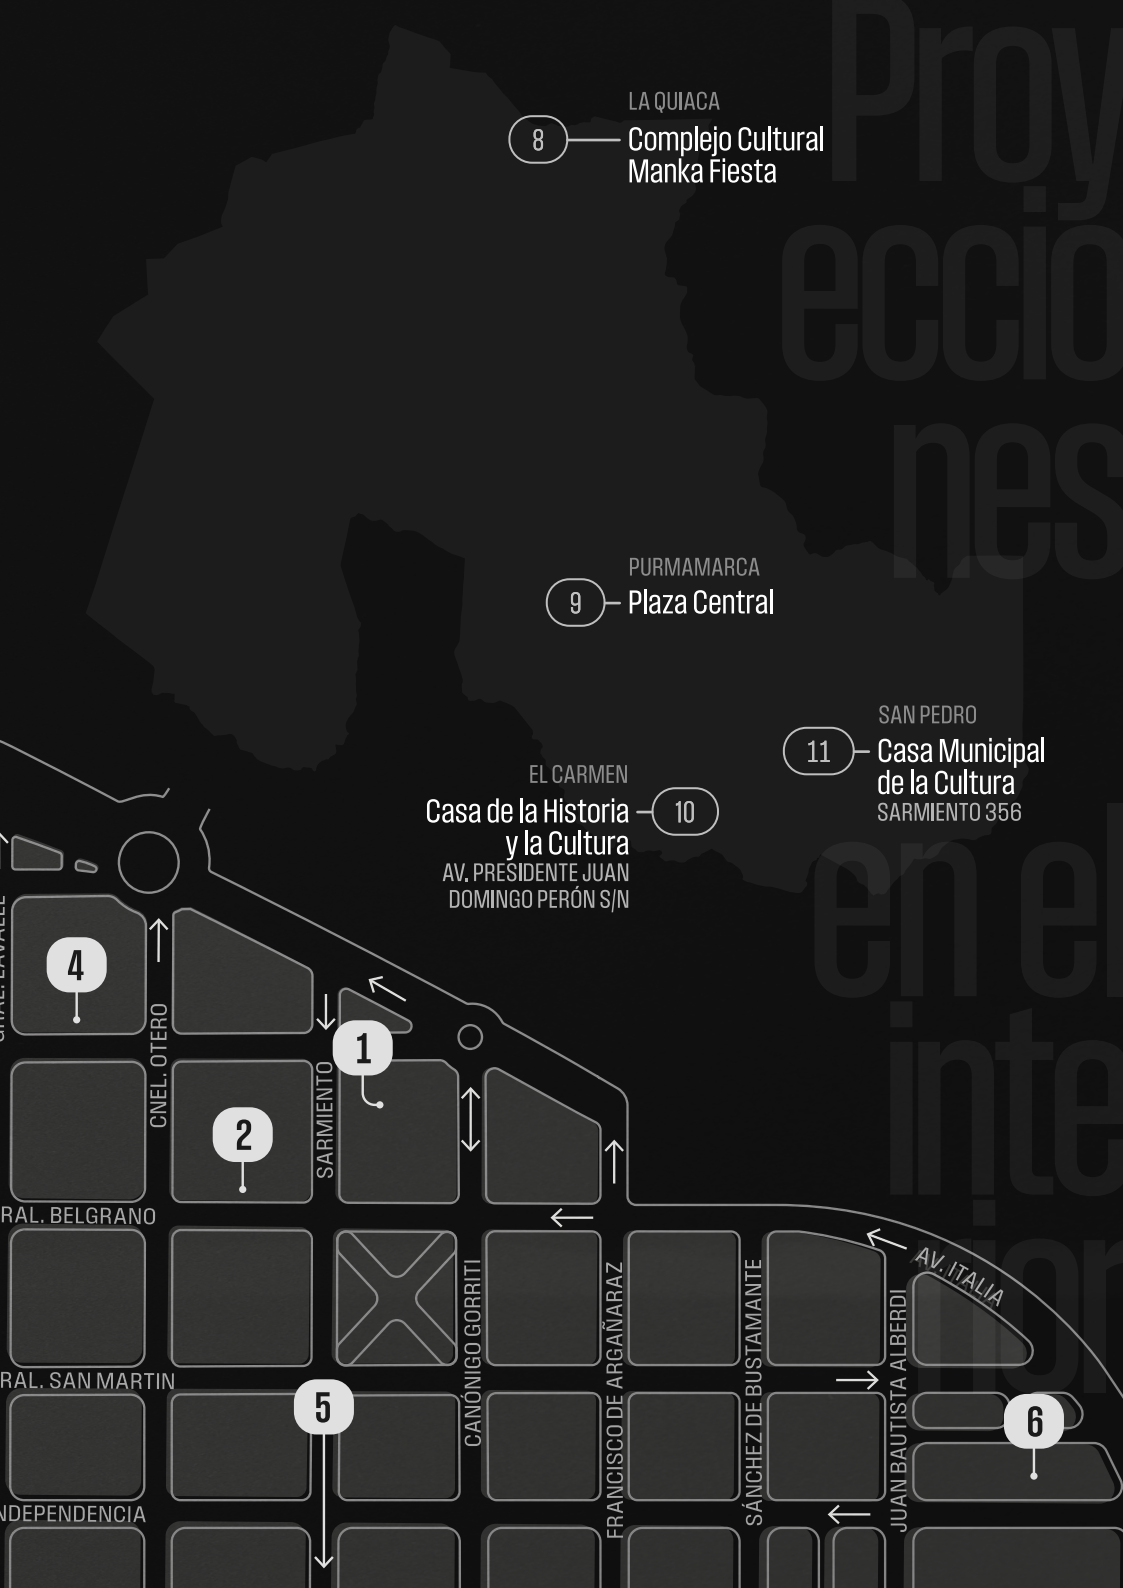 Proy
eccio
nes
en el
inte
rior
LA QUIACA
8
Complejo Cultural
Manka Fiesta
PURMAMARCA
9
Plaza Central
SAN PEDRO
11
Casa Municipal
de la Cultura
SARMIENTO 356
EL CARMEN
Casa de la Historia
10
y la Cultura
AV. PRESIDENTE JUAN
DOMINGO PERÓN S/N
4
CNEL. OTERO
1
SARMIENTO
2
RAL. BELGRANO
AV. ITALIA
CANÓNIGO GORRITI
FRANCISCO DE ARGAÑARAZ
SÁNCHEZ DE BUSTAMANTE
JUAN BAUTISTA ALBERDI
RAL. SAN MARTIN
5
6
NDEPENDENCIA